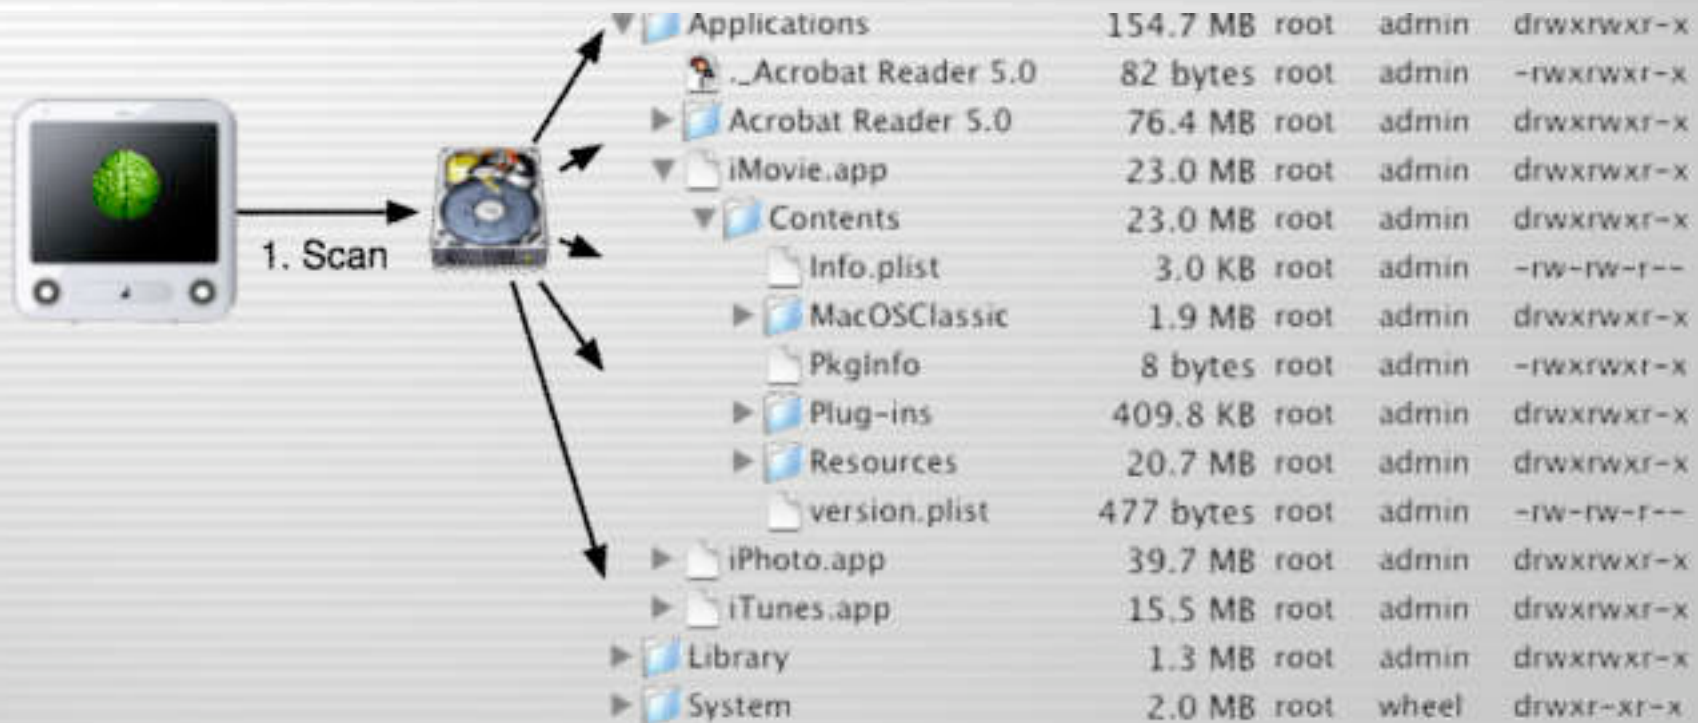 Applications 154.7 MB root admin drwxrwxr-x
._Acrobat Reader 5.0 82 bytes root admin -rwxrwxr-x
Acrobat Reader 5.0 76.4 MB root admin drwxrwxr-x
iMovie.app 23.0 MB root admin drwxrwxr-x
Contents 23.0 MB root admin drwxrwxr-x
1. Scan
Info.plist 3.0 KB root admin -rw-rw-r--
MacOSClassic 1.9 MB root admin drwxrwxr-x
PkgInfo 8 bytes root admin -rwxrwxr-x
Plug-ins 409.8 KB root admin drwxrwxr-x
Resources 20.7 MB root admin drwxrwxr-x
version.plist 477 bytes root admin -rw-rw-r--
iPhoto.app 39.7 MB root admin drwxrwxr-x
iTunes.app 15.5 MB root admin drwxrwxr-x
Library 1.3 MB root admin drwxrwxr-x
System 2.0 MB root wheel drwxr-xr-x